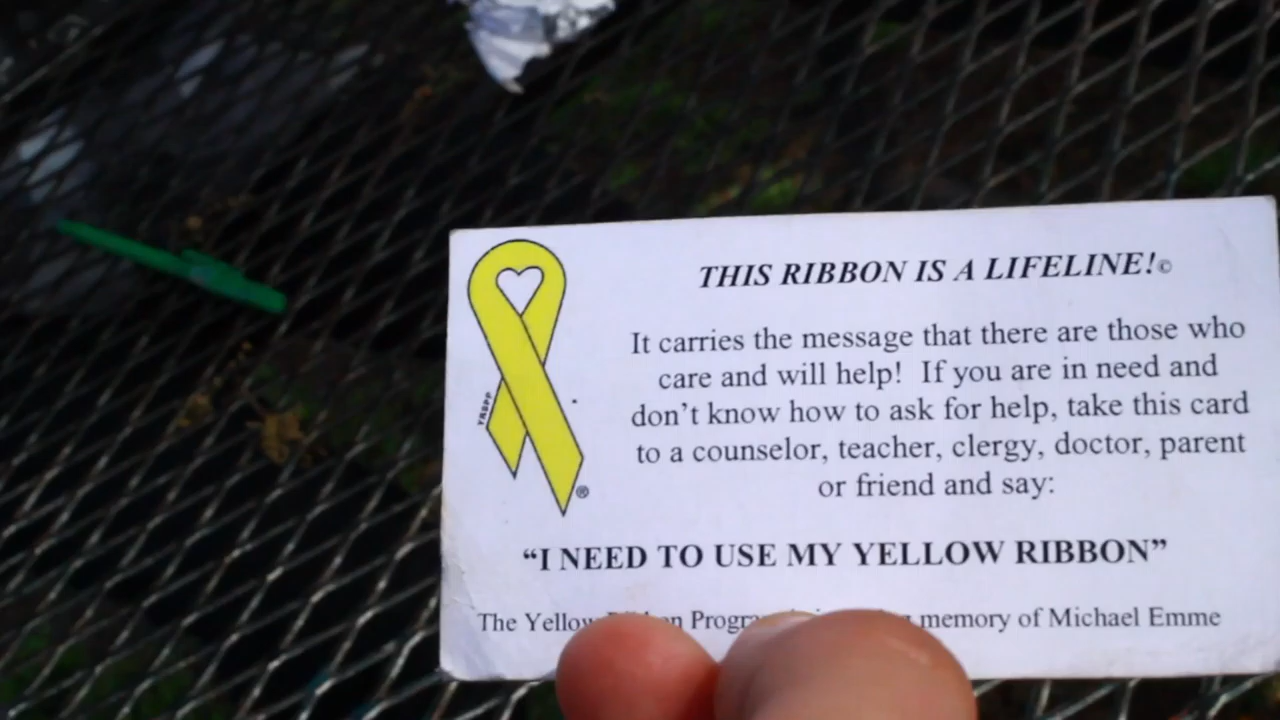 THIS RIBBON IS A LIFELINE!©
It carries the message that there are those who
care and will help!  If you are in need and
don't know how to ask for help, take this card
to a counselor, teacher, clergy, doctor, parent
or friend and say:
YRSPP
®
"I NEED TO USE MY YELLOW RIBBON"
The Yellow memory of Michael Emme